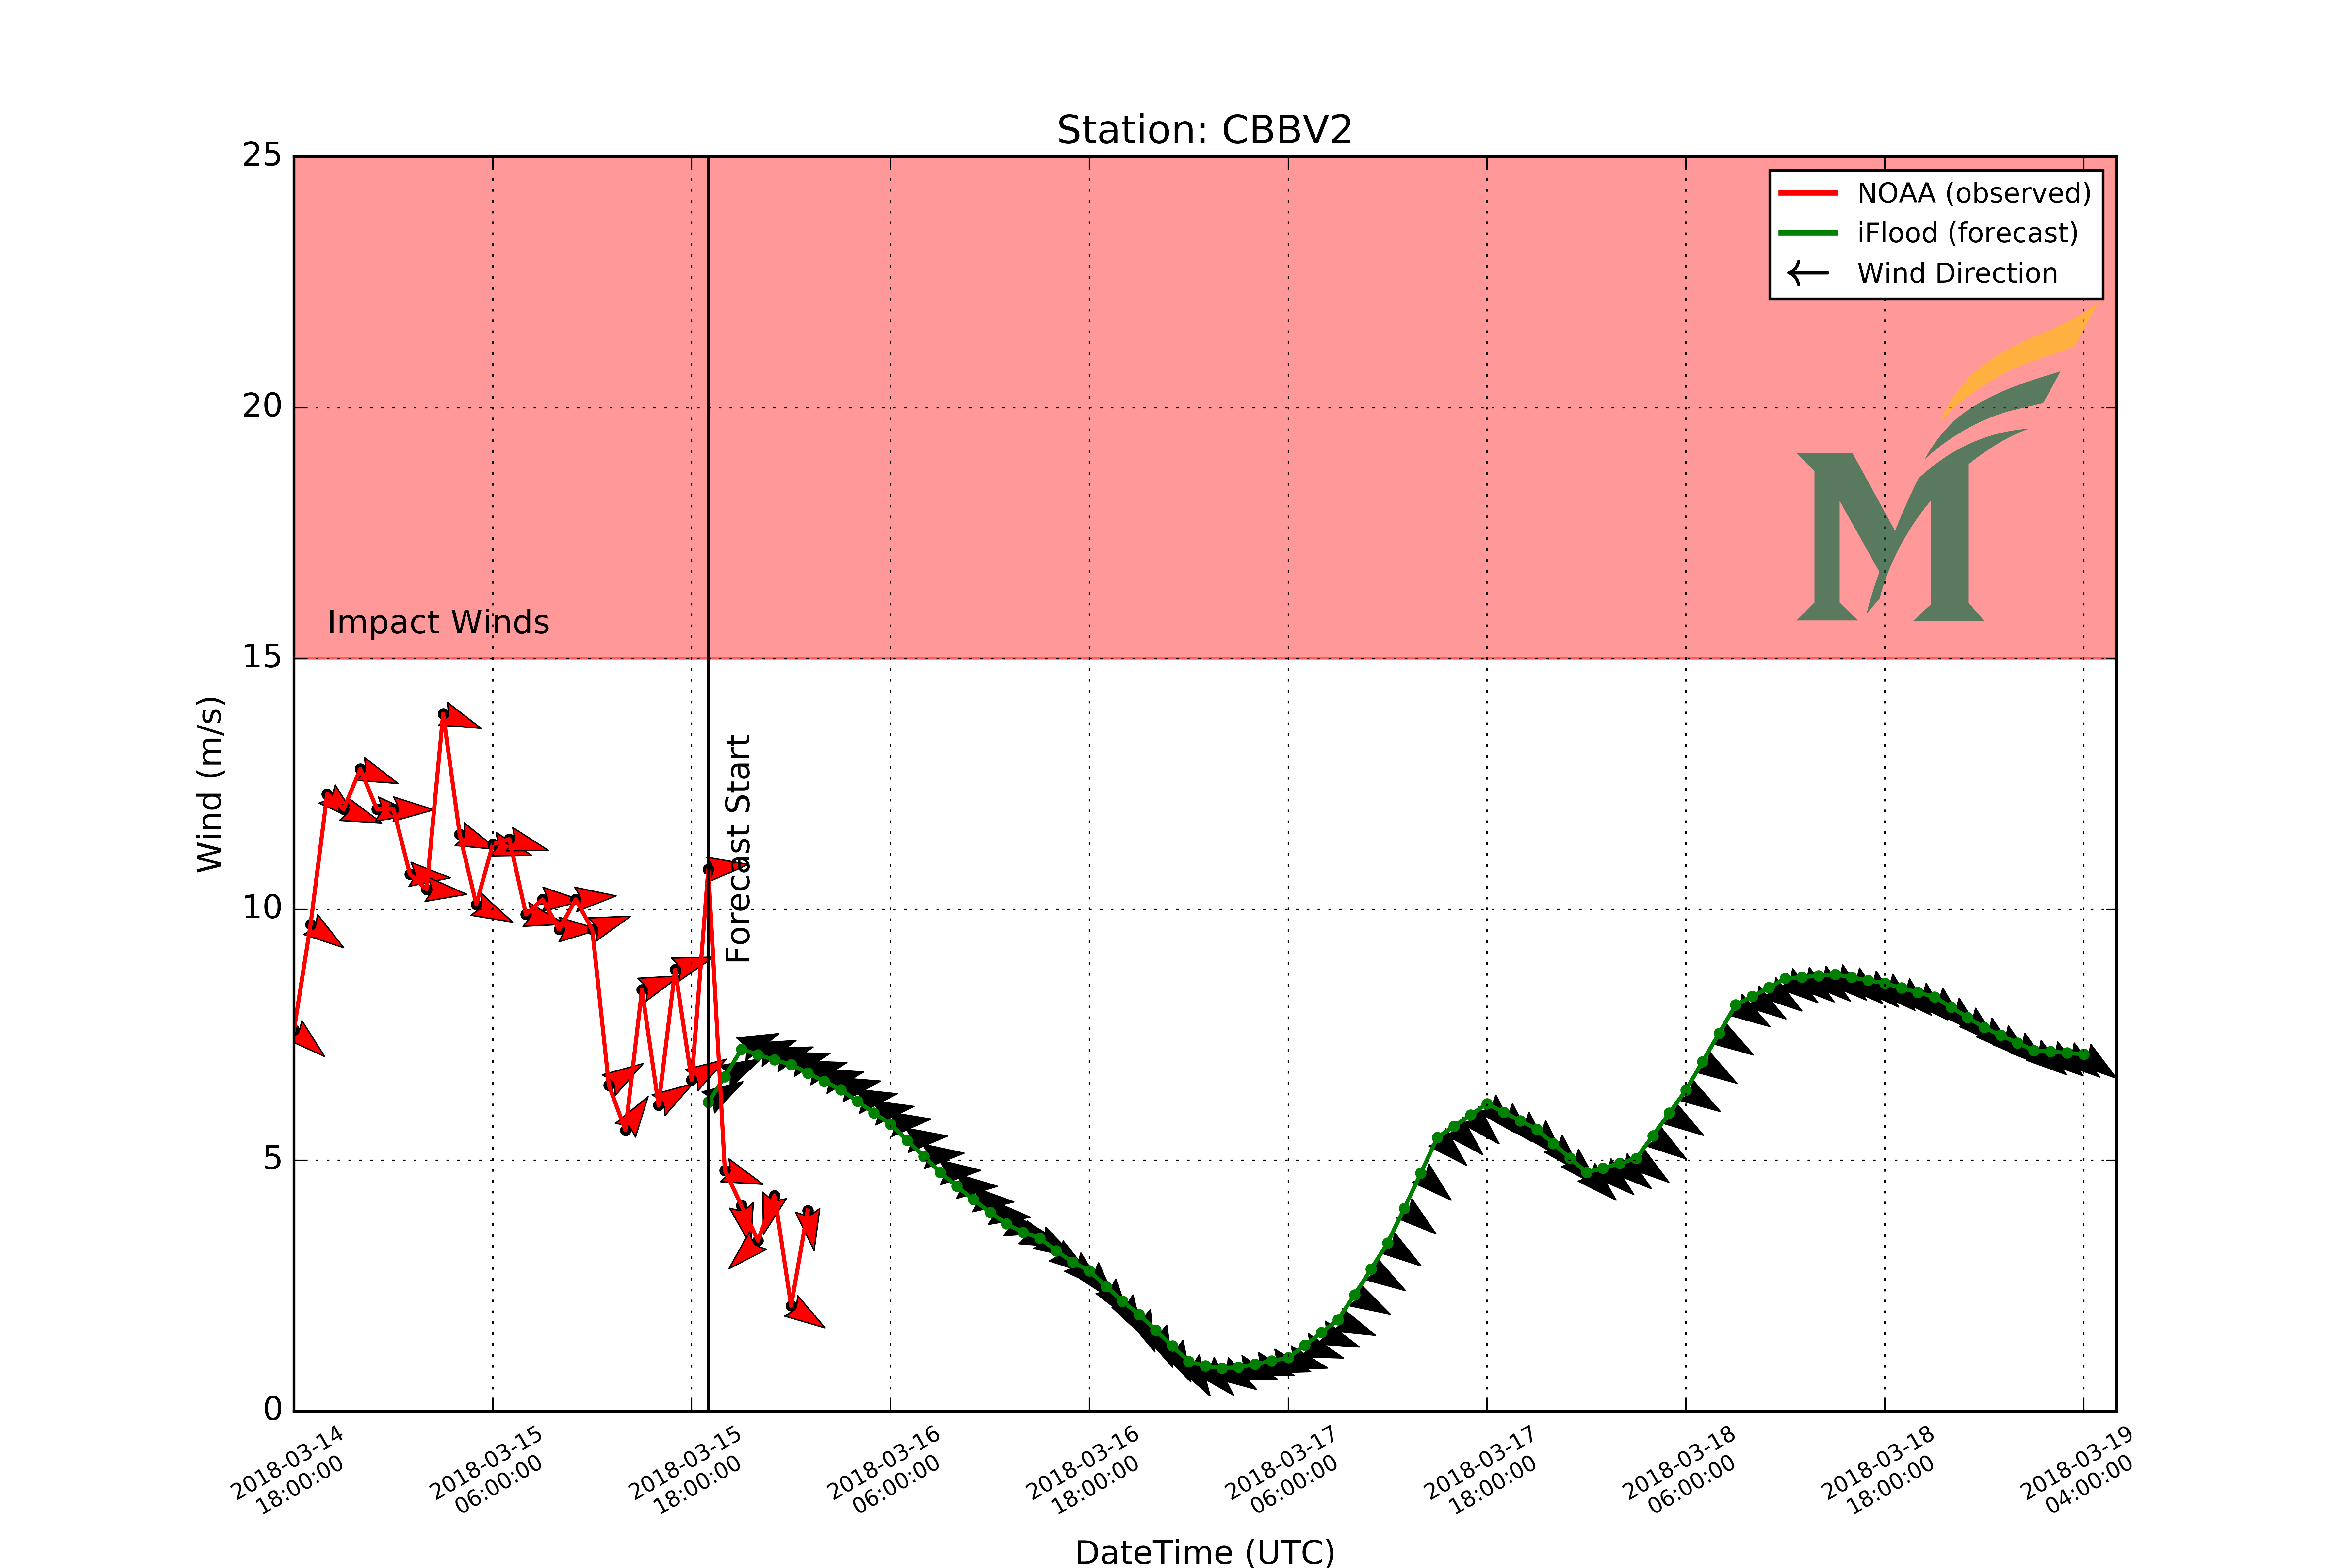 Station: CBBV2
25
20
15
10
5
0
Wind (m/s)
NOAA (observed)
iFlood (forecast)
Wind Direction
M
Impact Winds
Forecast Start
2018-03-14
18:00:00
2018-03-15
06:00:00
2018-03-15
18:00:00
2018-03-16
06:00:00
2018-03-16
18:00:00
2018-03-17
06:00:00
2018-03-17
18:00:00
2018-03-18
06:00:00
2018-03-18
18:00:00
2018-03-19
04:00:00
DateTime (UTC)